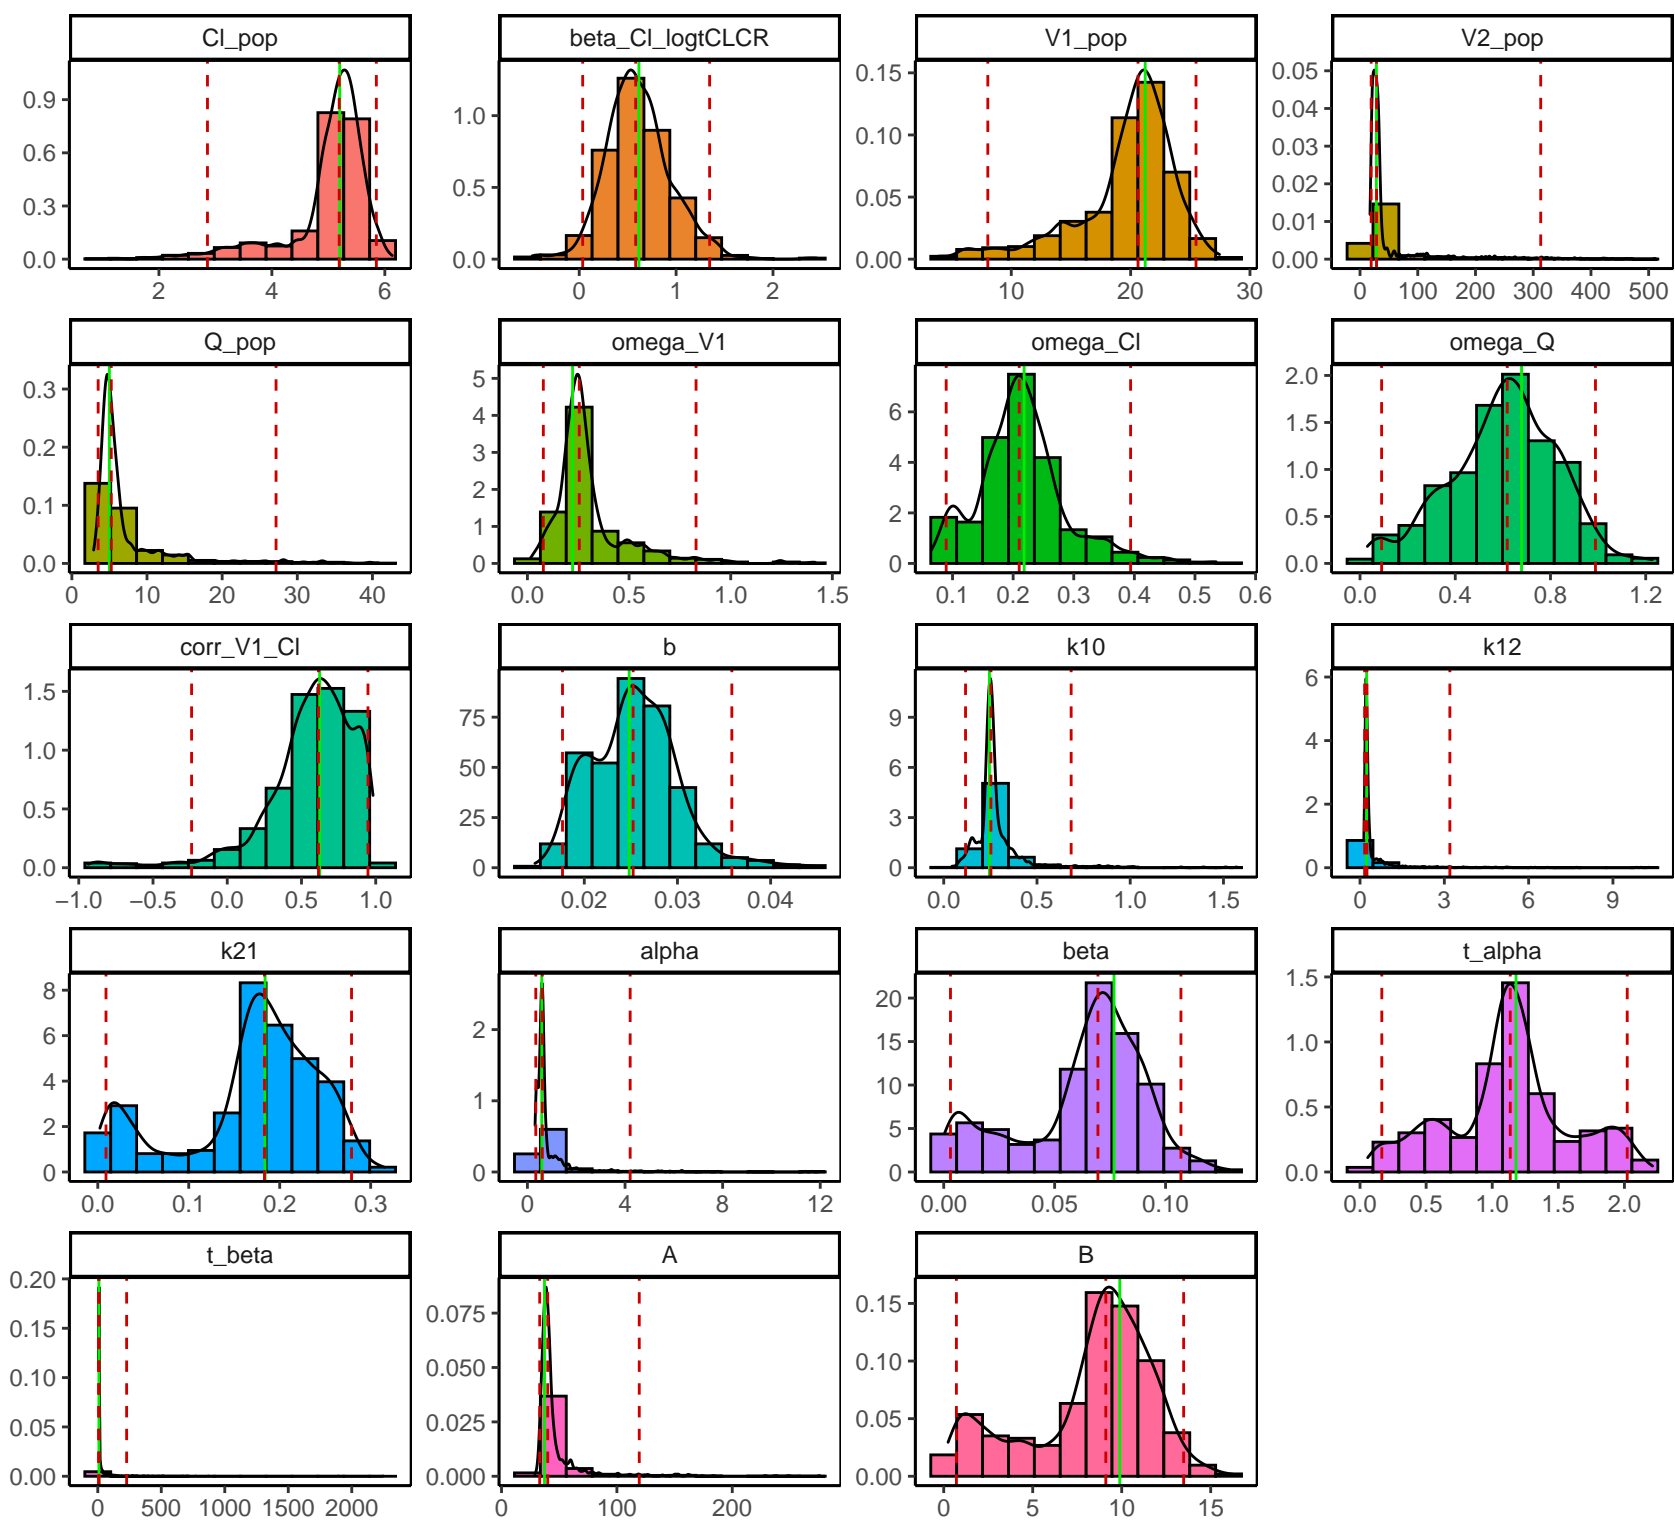 Cl_pop beta_Cl_logtCLCR V1_pop V2_pop
0.0 0.3 0.6 0.9
2 4 6
0.0 0.5 1.0
0 1 2
0.00 0.05 0.10 0.15
10 20 30
0.00 0.01 0.02 0.03 0.04 0.05
0 100 200 300 400 500
Q_pop omega_V1 omega_Cl omega_Q
0.0 0.1 0.2 0.3
0 10 20 30 40
0 1 2 3 4 5
0.0 0.5 1.0 1.5
0 2 4 6
0.1 0.2 0.3 0.4 0.5 0.6
0.0 0.5 1.0 1.5 2.0
0.0 0.4 0.8 1.2
corr_V1_Cl b k10 k12
0.0 0.5 1.0 1.5
−1.0 −0.5 0.0 0.5 1.0
0 25 50 75
0.02 0.03 0.04
0 3 6 9
0.0 0.5 1.0 1.5
0 2 4 6
0 3 6 9
k21 alpha beta t_alpha
0 2 4 6 8
0.0 0.1 0.2 0.3
0 1 2
0 4 8 12
0 5 10 15 20
0.00 0.05 0.10
0.0 0.5 1.0 1.5
0.0 0.5 1.0 1.5 2.0
t_beta A B
0.00 0.05 0.10 0.15 0.20
0 500 1000 1500 2000
0.000 0.025 0.050 0.075
0 100 200
0.00 0.05 0.10 0.15
0 5 10 15